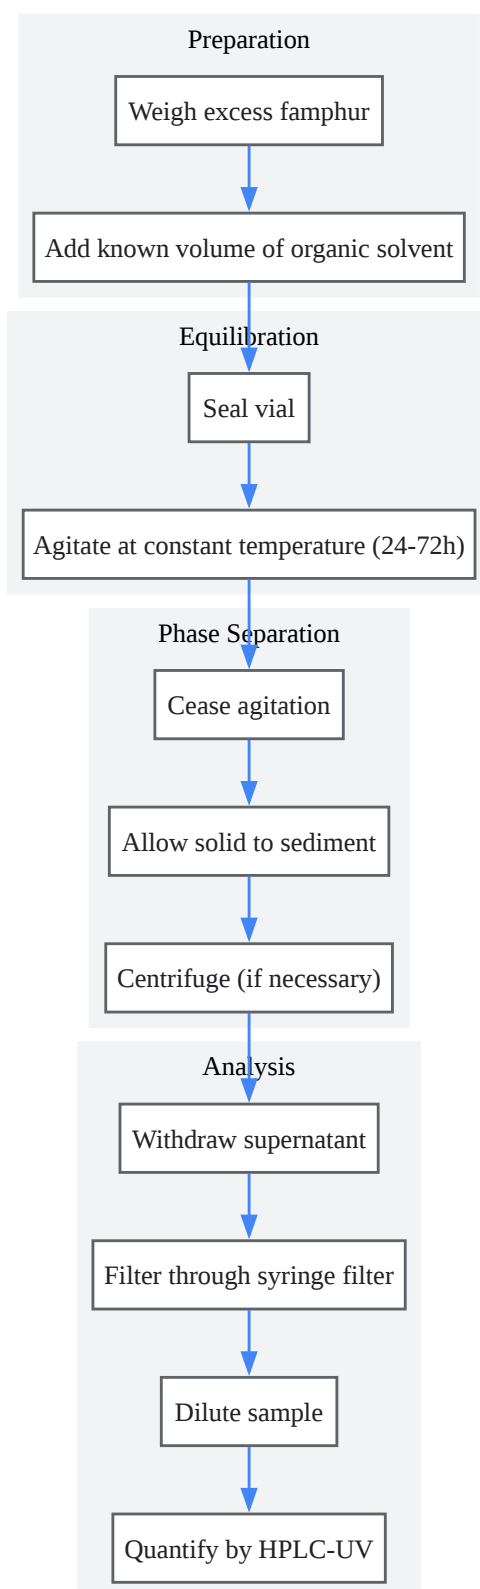 Preparation
Weigh excess famphur
Add known volume of organic solvent
Equilibration
Seal vial
Agitate at constant temperature (24-72h)
Phase Separation
Cease agitation
Allow solid to sediment
Centrifuge (if necessary)
Analysis
Withdraw supernatant
Filter through syringe filter
Dilute sample
Quantify by HPLC-UV